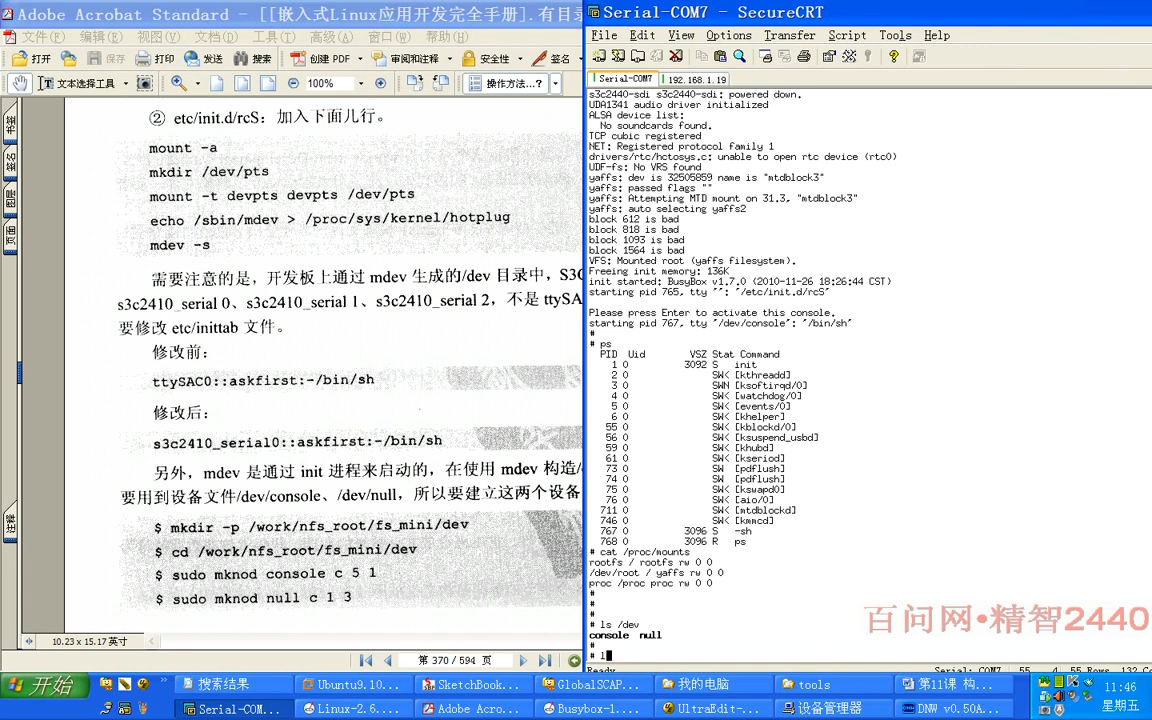 Adobe Acrobat Standard - [[嵌入式Linux应用开发完全手册].有目录
文件(F) 编辑(E) 视图(V) 文档(D) 工具(T) 高级(A) 窗口(W) 帮助(H)
打开 保存 打印 发送 搜索 创建 PDF 审阅和注释 安全性 签名
文本选择工具 100% 操作方法...?
书签
签名
图层
页面
注释
② etc/init.d/rcS：加入下面几行。
mount -a
mkdir /dev/pts
mount -t devpts devpts /dev/pts
echo /sbin/mdev > /proc/sys/kernel/hotplug
mdev -s
需要注意的是，开发板上通过 mdev 生成的/dev 目录中，S3C
s3c2410_serial 0、s3c2410_serial 1、s3c2410_serial 2，不是 ttySA
要修改 etc/inittab 文件。
修改前：
ttySAC0::askfirst:-/bin/sh
修改后：
s3c2410_serial0::askfirst:-/bin/sh
另外，mdev 是通过 init 进程来启动的，在使用 mdev 构造/
要用到设备文件/dev/console、/dev/null，所以要建立这两个设备
$ mkdir -p /work/nfs_root/fs_mini/dev
$ cd /work/nfs_root/fs_mini/dev
$ sudo mknod console c 5 1
$ sudo mknod null c 1 3
10.23 x 15.17 英寸
第 370 / 594 页
Serial-COM7 - SecureCRT
File Edit View Options Transfer Script Tools Help
Serial-COM7 192.168.1.19
s3c2440-sdi s3c2440-sdi: powered down.
UDA1341 audio driver initialized
ALSA device list:
No soundcards found.
TCP cubic registered
NET: Registered protocol family 1
drivers/rtc/hctosys.c: unable to open rtc device (rtc0)
UDF-fs: No VRS found
yaffs: dev is 32505859 name is "mtdblock3"
yaffs: passed flags ""
yaffs: Attempting MTD mount on 31.3, "mtdblock3"
yaffs: auto selecting yaffs2
block 612 is bad
block 818 is bad
block 1093 is bad
block 1564 is bad
VFS: Mounted root (yaffs filesystem).
Freeing init memory: 136K
init started: BusyBox v1.7.0 (2010-11-26 18:26:44 CST)
starting pid 765, tty '': '/etc/init.d/rcS'
Please press Enter to activate this console.
starting pid 767, tty '/dev/console': '/bin/sh'
#
# ps
PID Uid VSZ Stat Command
1 0 3092 S init
2 0 SW< [kthreadd]
3 0 SWN [ksoftirqd/0]
4 0 SW< [watchdog/0]
5 0 SW< [events/0]
6 0 SW< [khelper]
55 0 SW< [kblockd/0]
56 0 SW< [ksuspend_usbd]
59 0 SW< [khubd]
61 0 SW< [kseriod]
73 0 SW [pdflush]
74 0 SW [pdflush]
75 0 SW< [kswapd0]
76 0 SW< [aio/0]
711 0 SW< [mtdblockd]
746 0 SW< [kmmcd]
767 0 3096 S -sh
768 0 3096 R ps
# cat /proc/mounts
rootfs / rootfs rw 0 0
/dev/root / yaffs rw 0 0
proc /proc proc rw 0 0
#
#
#
# ls /dev
console null
#
# l
百问网•精智2440
Ready Serial: COM7 55, 4 55 Rows, 132 C
开始 搜索结果 Ubuntu9.10... SketchBook... GlobalSCAP... 我的电脑 tools 第11课 构...
Serial-COM... Linux-2.6.... Adobe Acro... Busybox-1.... UltraEdit-... 设备管理器 DNW v0.50A...
11:46
星期五